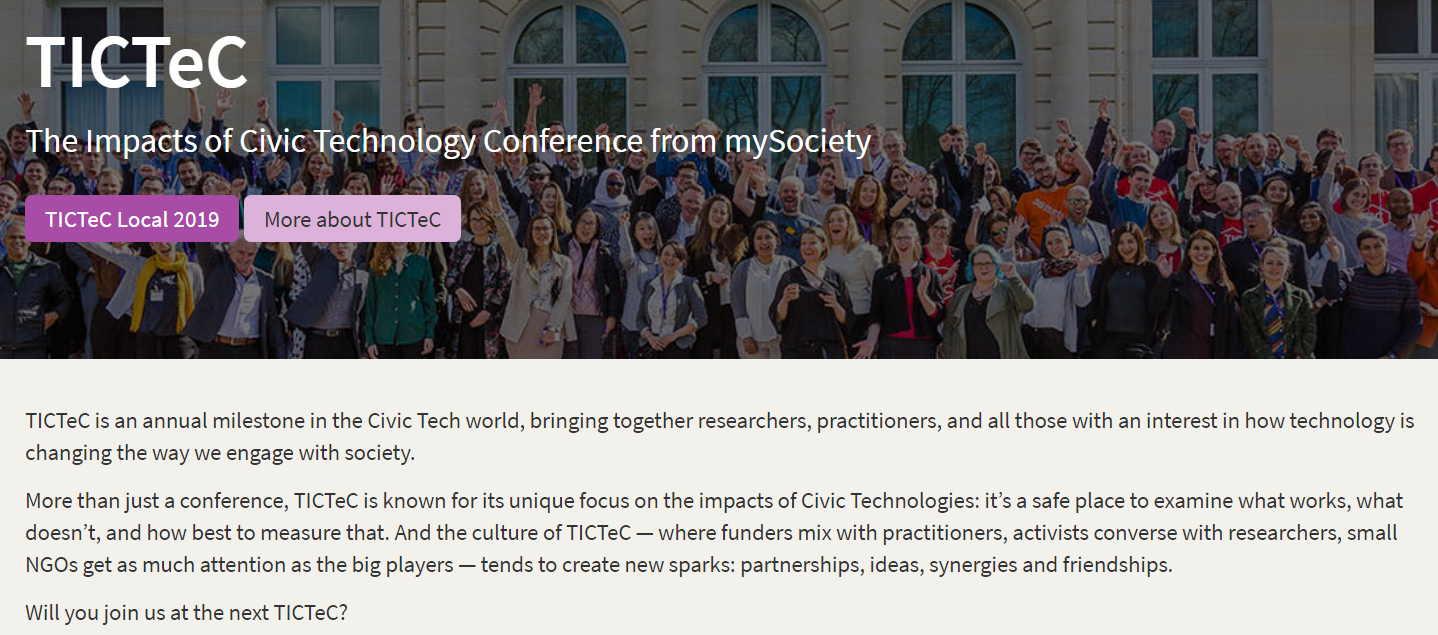 TICTeC
The Impacts of Civic Technology Conference from mySociety
TICTeC Local 2019
More about TICTeC
TICTeC is an annual milestone in the Civic Tech world, bringing together researchers, practitioners, and all those with an interest in how technology is
changing the way we engage with society.
More than just a conference, TICTeC is known for its unique focus on the impacts of Civic Technologies: it’s a safe place to examine what works, what
doesn’t, and how best to measure that. And the culture of TICTeC — where funders mix with practitioners, activists converse with researchers, small
NGOs get as much attention as the big players — tends to create new sparks: partnerships, ideas, synergies and friendships.
Will you join us at the next TICTeC?